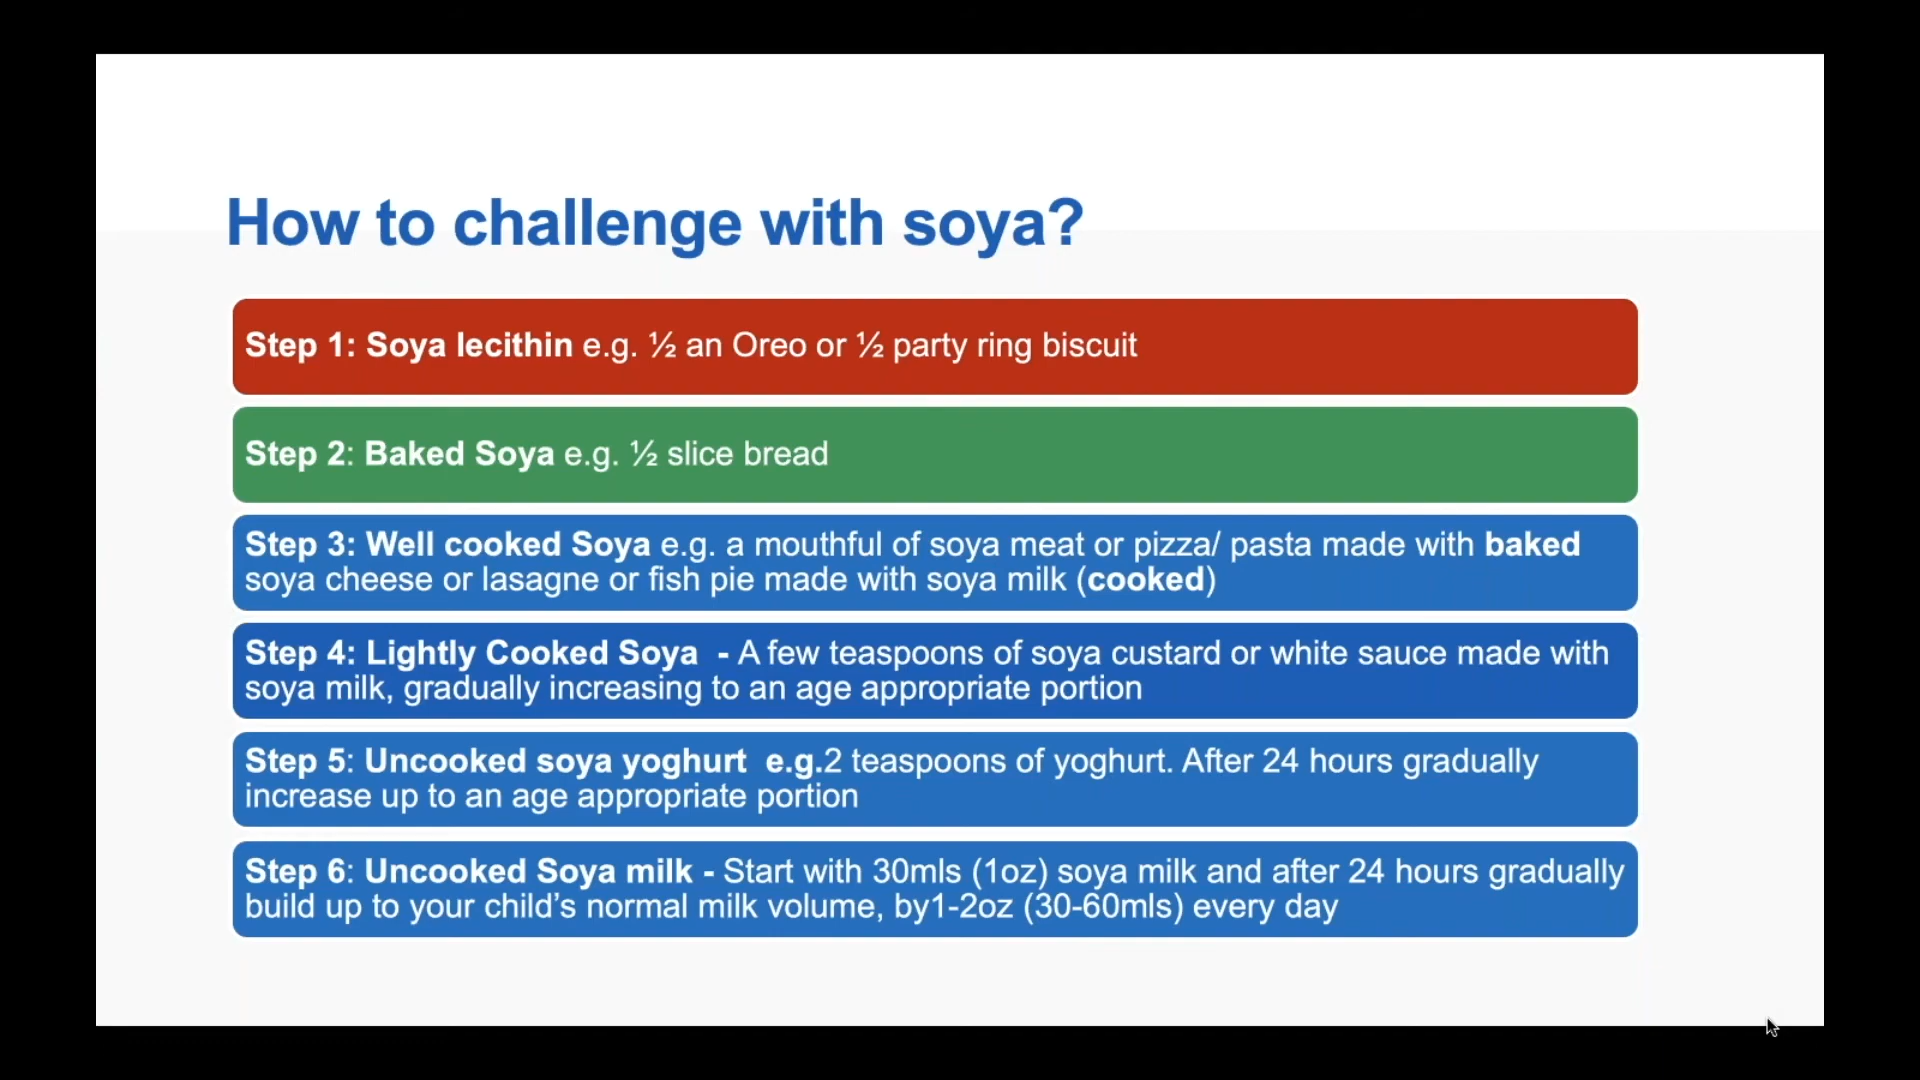 How to challenge with soya?
Step 1: Soya lecithin e.g. ½ an Oreo or ½ party ring biscuit
Step 2: Baked Soya e.g. ½ slice bread
Step 3: Well cooked Soya e.g. a mouthful of soya meat or pizza/ pasta made with baked
soya cheese or lasagne or fish pie made with soya milk (cooked)
Step 4: Lightly Cooked Soya  - A few teaspoons of soya custard or white sauce made with
soya milk, gradually increasing to an age appropriate portion
Step 5: Uncooked soya yoghurt  e.g.2 teaspoons of yoghurt. After 24 hours gradually
increase up to an age appropriate portion
Step 6: Uncooked Soya milk - Start with 30mls (1oz) soya milk and after 24 hours gradually
build up to your child’s normal milk volume, by1-2oz (30-60mls) every day